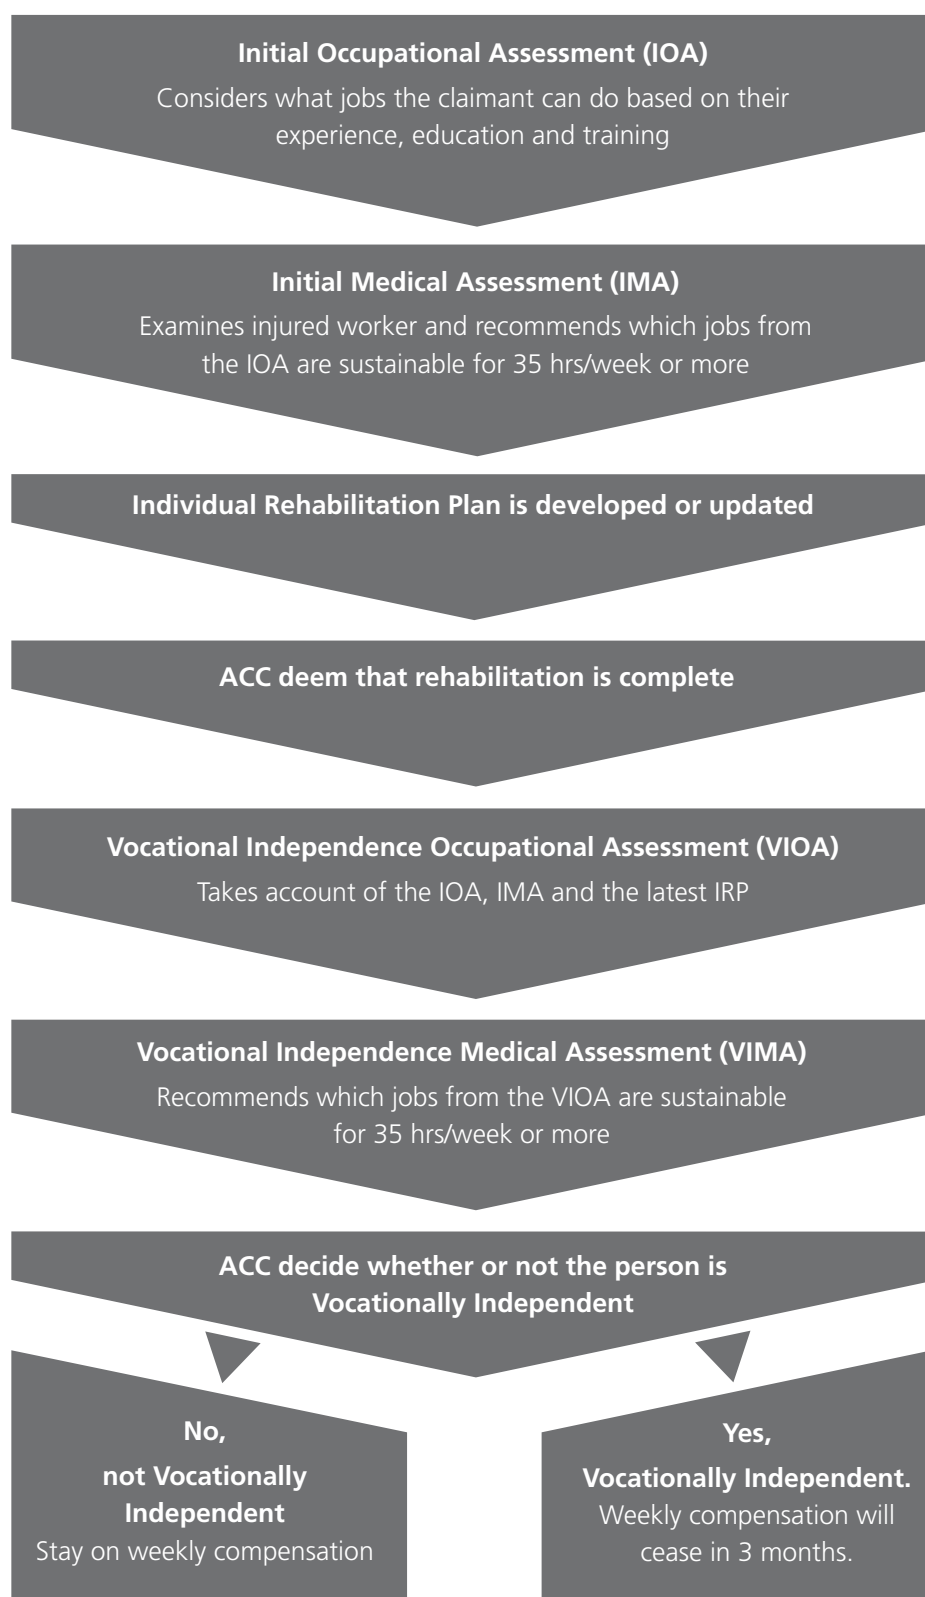 Initial Occupational Assessment (IOA)
Considers what jobs the claimant can do based on their
experience, education and training
Initial Medical Assessment (IMA)
Examines injured worker and recommends which jobs from
the IOA are sustainable for 35 hrs/week or more
Individual Rehabilitation Plan is developed or updated
ACC deem that rehabilitation is complete
Vocational Independence Occupational Assessment (VIOA)
Takes account of the IOA, IMA and the latest IRP
Vocational Independence Medical Assessment (VIMA)
Recommends which jobs from the VIOA are sustainable
for 35 hrs/week or more
ACC decide whether or not the person is
Vocationally Independent
No,
not Vocationally
Independent
Stay on weekly compensation
Yes,
Vocationally Independent.
Weekly compensation will
cease in 3 months.